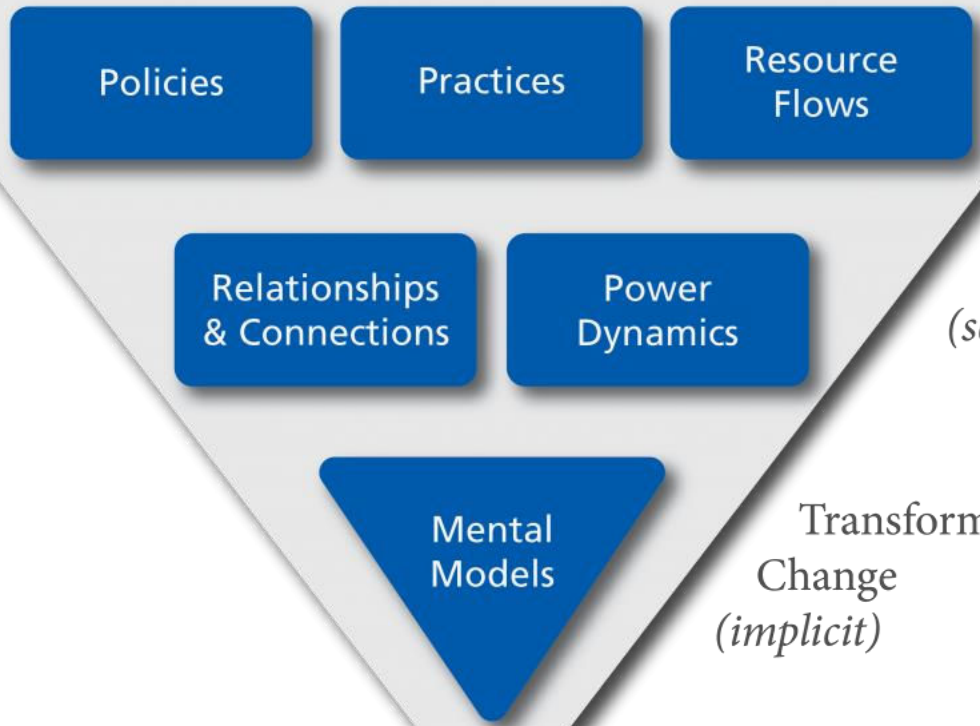 Policies
Practices
Resource
Flows
Relationships
& Connections
Power
Dynamics
Mental
Models
Transform
Change
(implicit)